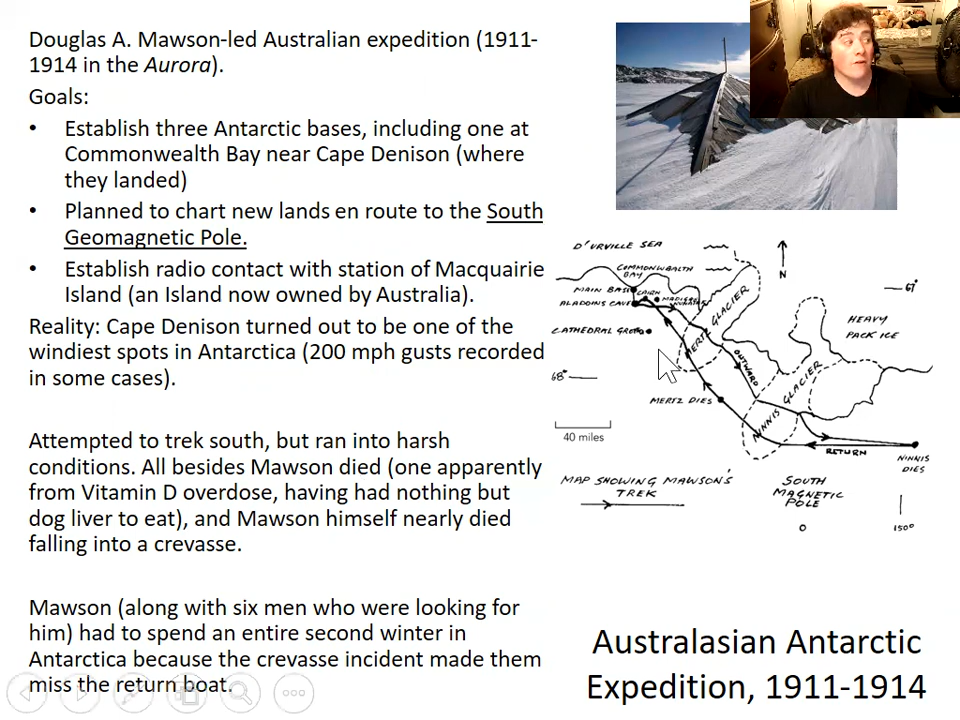 Douglas A. Mawson-led Australian expedition (1911-
1914 in the Aurora).
Goals:
• Establish three Antarctic bases, including one at
Commonwealth Bay near Cape Denison (where
they landed)
• Planned to chart new lands en route to the South
Geomagnetic Pole.
• Establish radio contact with station of Macquairie
Island (an Island now owned by Australia).
Reality: Cape Denison turned out to be one of the
windiest spots in Antarctica (200 mph gusts recorded
in some cases).
Attempted to trek south, but ran into harsh
conditions. All besides Mawson died (one apparently
from Vitamin D overdose, having had nothing but
dog liver to eat), and Mawson himself nearly died
falling into a crevasse.
Mawson (along with six men who were looking for
him) had to spend an entire second winter in
Antarctica because the crevasse incident made them
miss the return boat.
D'URVILLE SEA
COMMONWEALTH
BAY
N
MAIN BASE
CAIRN
ALADDINS CAVE
67°
MERTZ GLACIER
HEAVY
PACK ICE
CATHEDRAL
OUTWARD
68°
NINNIS GLACIER
MERTZ DIES
40 miles
RETURN
NINNIS
DIES
MAP SHOWING MAWSON'S
TREK
SOUTH
MAGNETIC
POLE
150°
Australasian Antarctic
Expedition, 1911-1914